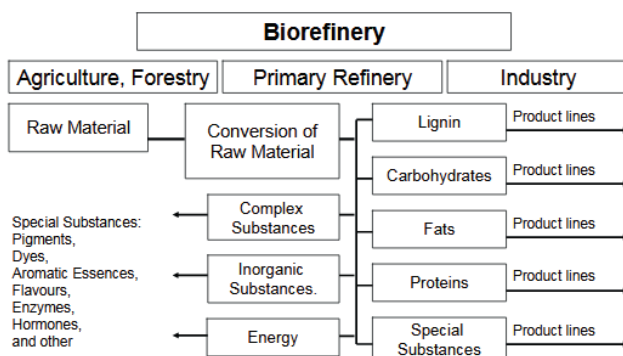 Biorefinery
Agriculture, Forestry
Primary Refinery
Industry
Raw Material
Conversion of
Raw Material
Lignin
Product lines
Carbohydrates
Product lines
Complex
Substances
Fats
Product lines
Special Substances:
Pigments,
Dyes,
Aromatic Essences,
Flavours,
Enzymes,
Hormones,
and other
Inorganic
Substances.
Proteins
Product lines
Energy
Special
Substances
Product lines